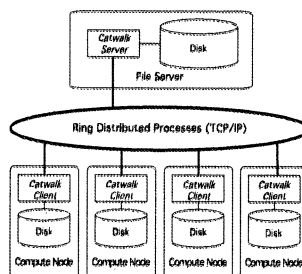 Catwalk
Server
Disk
File Server
Ring Distributed Processes (TCP/IP)
Catwalk
Client
Disk
Compute Node
Catwalk
Client
Disk
Compute Node
Catwalk
Client
Disk
Compute Node
Catwalk
Client
Disk
Compute Node